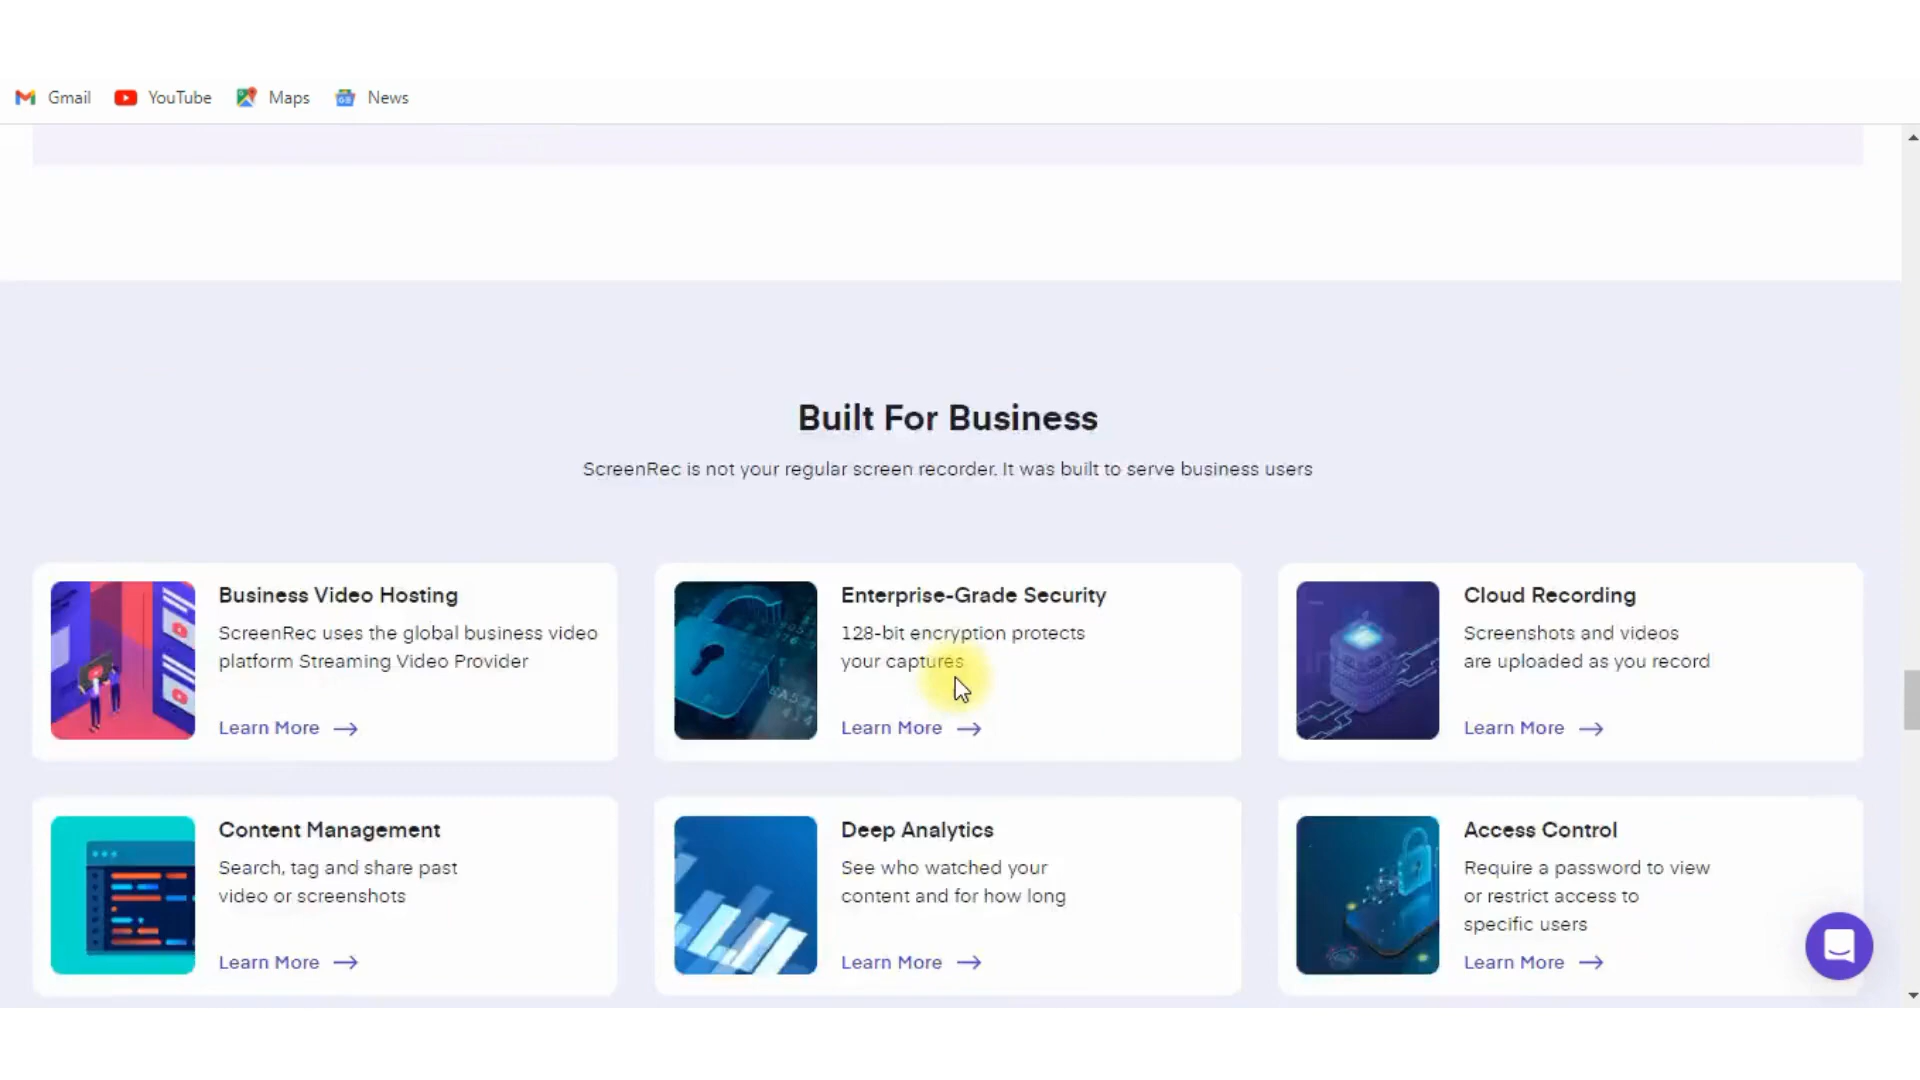 Gmail YouTube Maps News
Built For Business
ScreenRec is not your regular screen recorder. It was built to serve business users
Business Video Hosting
ScreenRec uses the global business video
platform Streaming Video Provider
Learn More
Enterprise-Grade Security
128-bit encryption protects
your captures
Learn More
Cloud Recording
Screenshots and videos
are uploaded as you record
Learn More
Content Management
Search, tag and share past
video or screenshots
Learn More
Deep Analytics
See who watched your
content and for how long
Learn More
Access Control
Require a password to view
or restrict access to
specific users
Learn More